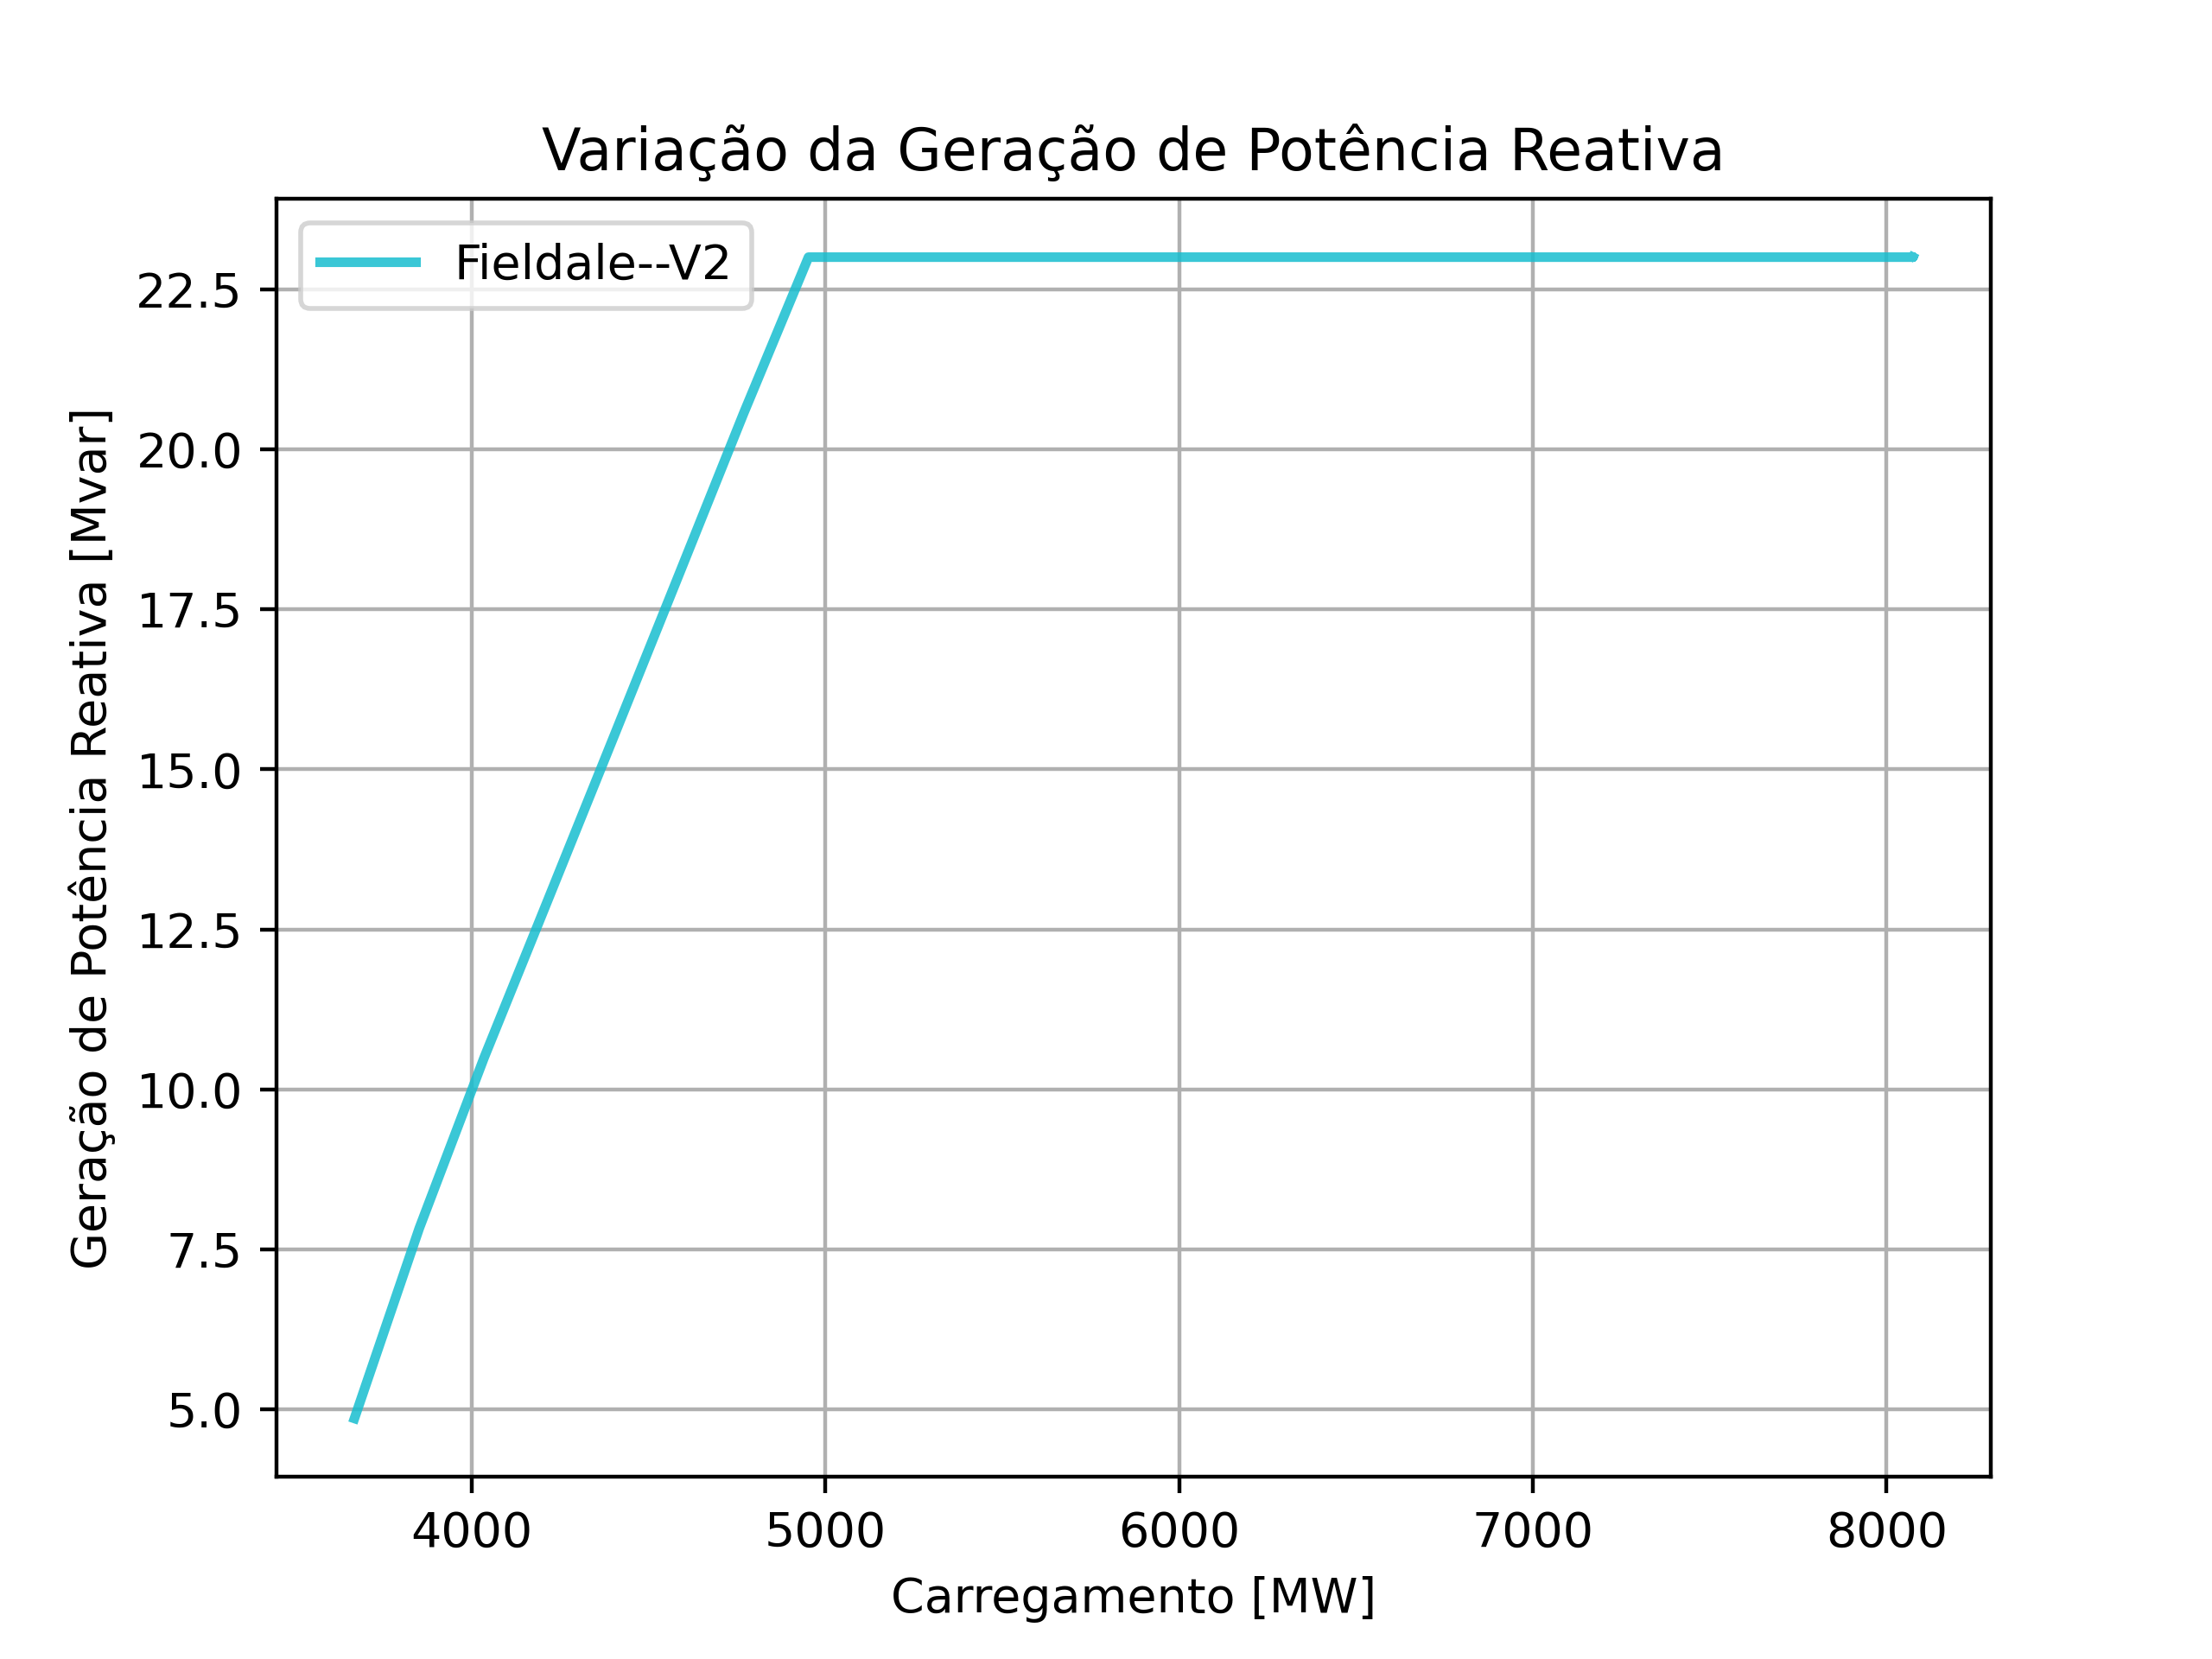 Variação da Geração de Potência Reativa
Fieldale--V2
Geração de Potência Reativa [Mvar]
22.5
20.0
17.5
15.0
12.5
10.0
7.5
5.0
4000 5000 6000 7000 8000
Carregamento [MW]